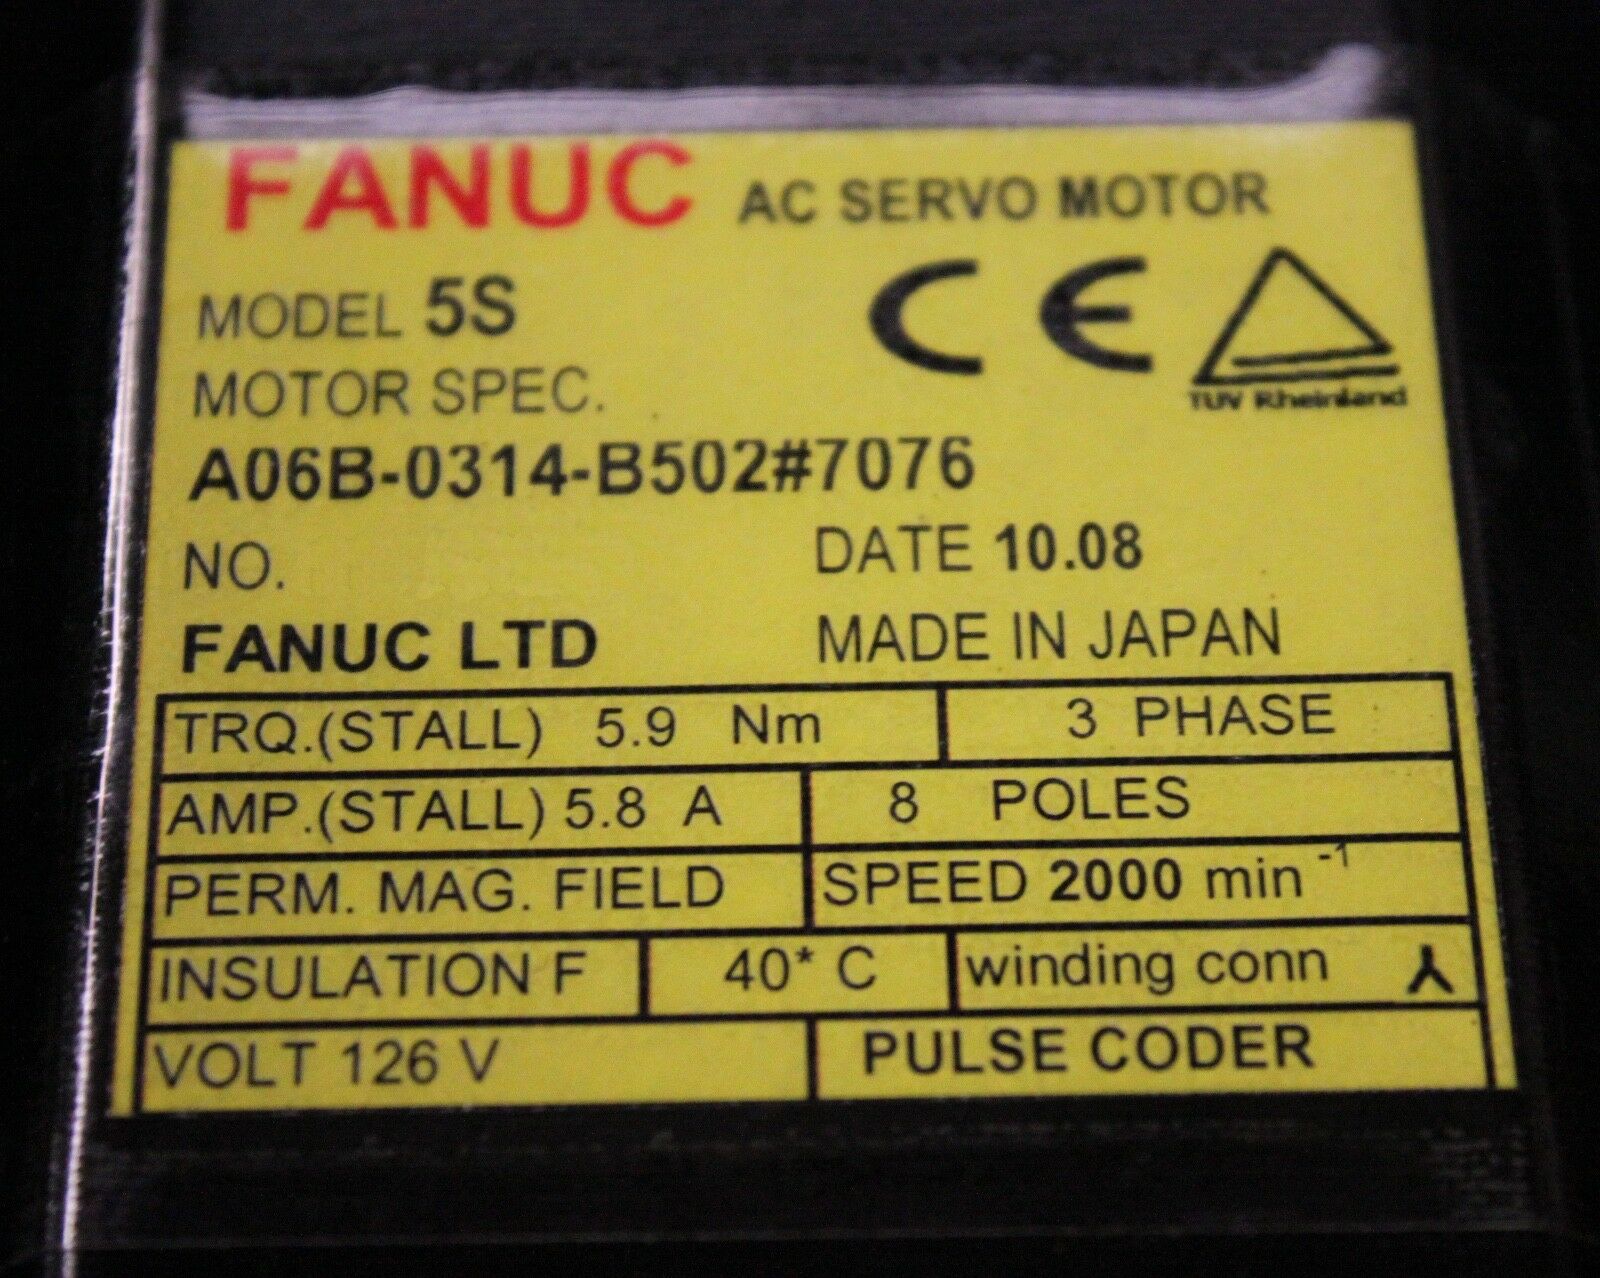 FANUC AC SERVO MOTOR
MODEL 5S
CE
MOTOR SPEC.
TUV Rheinland
A06B-0314-B502#7076
NO.
DATE 10.08
FANUC LTD
MADE IN JAPAN
TRQ.(STALL) 5.9 Nm
3 PHASE
AMP.(STALL) 5.8 A
8 POLES
PERM. MAG. FIELD
SPEED 2000 min⁻¹
INSULATION F
40* C
winding conn
VOLT 126 V
PULSE CODER